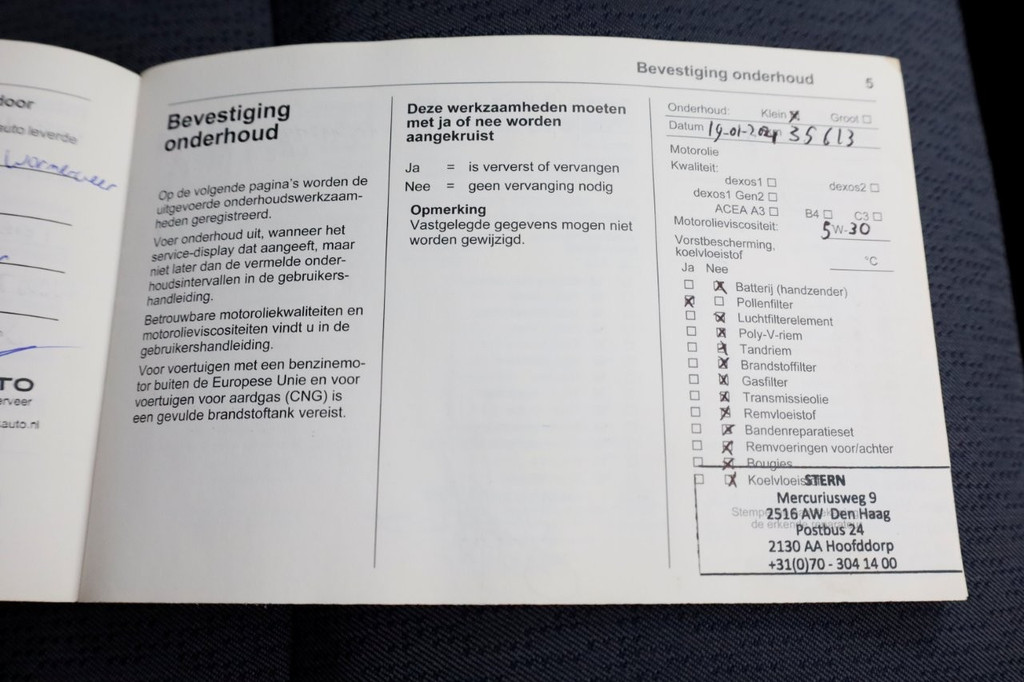 door
auto leverde
Wormerveer
TO
erveer
auto.nl
Bevestiging onderhoud 5
Bevestiging
onderhoud
Op de volgende pagina's worden de
uitgevoerde onderhoudswerkzaam-
heden geregistreerd.
Voer onderhoud uit, wanneer het
service-display dat aangeeft, maar
niet later dan de vermelde onder-
houdsintervallen in de gebruikers-
handleiding.
Betrouwbare motoroliekwaliteiten en
motorolieviscositeiten vindt u in de
gebruikershandleiding.
Voor voertuigen met een benzinemo-
tor buiten de Europese Unie en voor
voertuigen voor aardgas (CNG) is
een gevulde brandstoftank vereist.
Deze werkzaamheden moeten
met ja of nee worden
aangekruist
Ja = is ververst of vervangen
Nee = geen vervanging nodig
Opmerking
Vastgelegde gegevens mogen niet
worden gewijzigd.
Onderhoud: Klein ☒ Groot ☐
Datum 19-01-2024 35613
Motorolie
Kwaliteit:
dexos1 ☐ dexos2 ☐
dexos1 Gen2 ☐
ACEA A3 ☐ B4 ☐ C3 ☐
Motorolieviscositeit: 5W-30
Vorstbescherming,
koelvloeistof °C
Ja Nee
☐ ☒ Batterij (handzender)
☒ ☐ Pollenfilter
☐ ☒ Luchtfilterelement
☐ ☒ Poly-V-riem
☐ ☒ Tandriem
☐ ☒ Brandstoffilter
☐ ☒ Gasfilter
☐ ☒ Transmissieolie
☐ ☒ Remvloeistof
☐ ☒ Bandenreparatieset
☐ ☒ Remvoeringen voor/achter
☐ ☒ Bougies
☐ ☒ Koelvloeis
STERN
Mercuriusweg 9
2516 AW Den Haag
Postbus 24
2130 AA Hoofddorp
+31(0)70 - 304 14 00